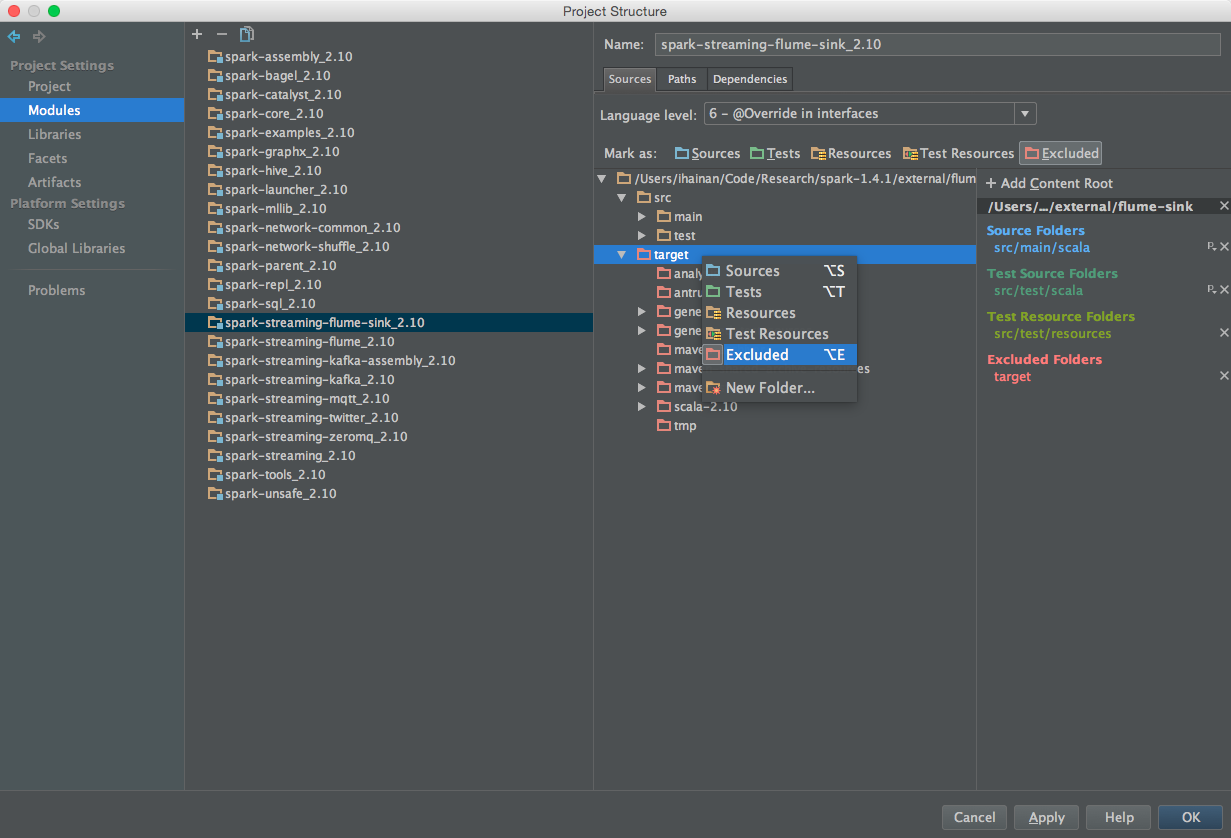 Project Structure
Project Settings
Project
Modules
Libraries
Facets
Artifacts
Platform Settings
SDKs
Global Libraries
Problems
spark-assembly_2.10
spark-bagel_2.10
spark-catalyst_2.10
spark-core_2.10
spark-examples_2.10
spark-graphx_2.10
spark-hive_2.10
spark-launcher_2.10
spark-mllib_2.10
spark-network-common_2.10
spark-network-shuffle_2.10
spark-parent_2.10
spark-repl_2.10
spark-sql_2.10
spark-streaming-flume-sink_2.10
spark-streaming-flume_2.10
spark-streaming-kafka-assembly_2.10
spark-streaming-kafka_2.10
spark-streaming-mqtt_2.10
spark-streaming-twitter_2.10
spark-streaming-zeromq_2.10
spark-streaming_2.10
spark-tools_2.10
spark-unsafe_2.10
Name: spark-streaming-flume-sink_2.10
Sources Paths Dependencies
Language level: 6 – @Override in interfaces
Mark as: Sources Tests Resources Test Resources Excluded
/Users/ihainan/Code/Research/spark-1.4.1/external/flum
src
main
test
target
analy
antru
gene
gene
mave
mave es
mave
scala-2.10
tmp
Sources ⌥S
Tests ⌥T
Resources
Test Resources
Excluded ⌥E
New Folder...
+ Add Content Root
/Users/.../external/flume-sink
Source Folders
src/main/scala
Test Source Folders
src/test/scala
Test Resource Folders
src/test/resources
Excluded Folders
target
Cancel Apply Help OK